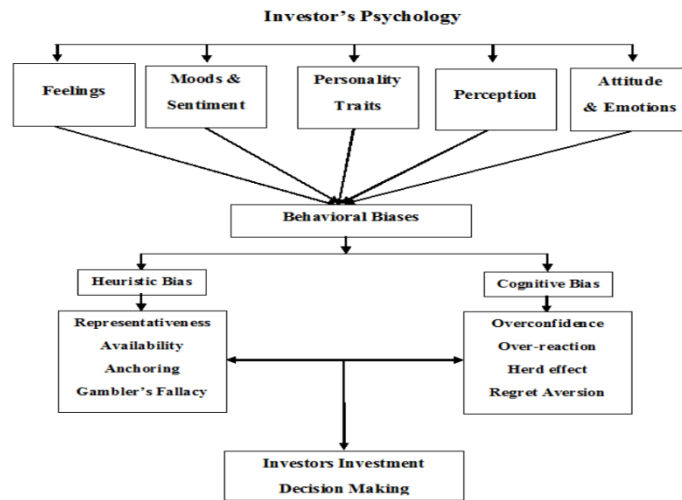 Investor's Psychology
Feelings
Moods &
Sentiment
Personality
Traits
Perception
Attitude
& Emotions
Behavioral Biases
Heuristic Bias
Cognitive Bias
Representativeness
Availability
Anchoring
Gambler's Fallacy
Overconfidence
Over-reaction
Herd effect
Regret Aversion
Investors Investment
Decision Making